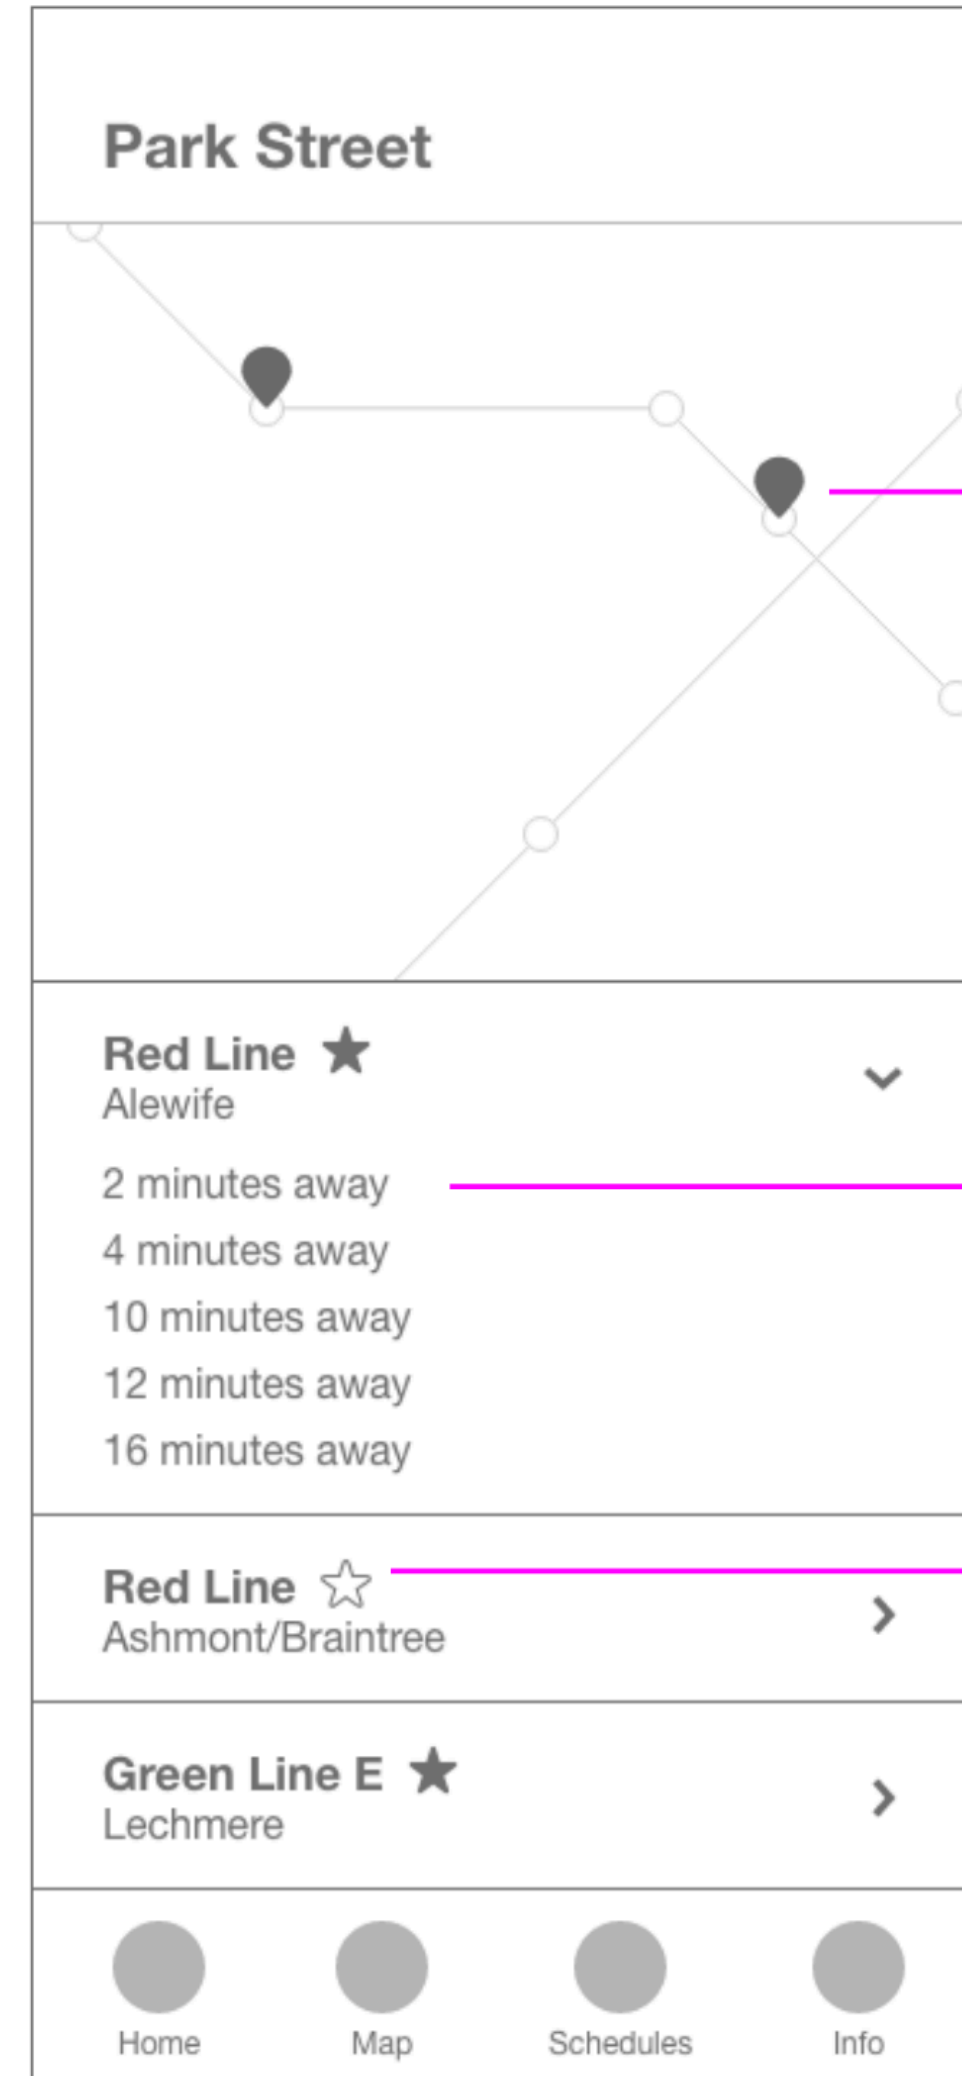 Park Street
Red Line
Alewife
2 minutes away
4 minutes away
10 minutes away
12 minutes away
16 minutes away
Red Line
Ashmont/Braintree
Green Line E
Lechmere
Home Map Schedules Info